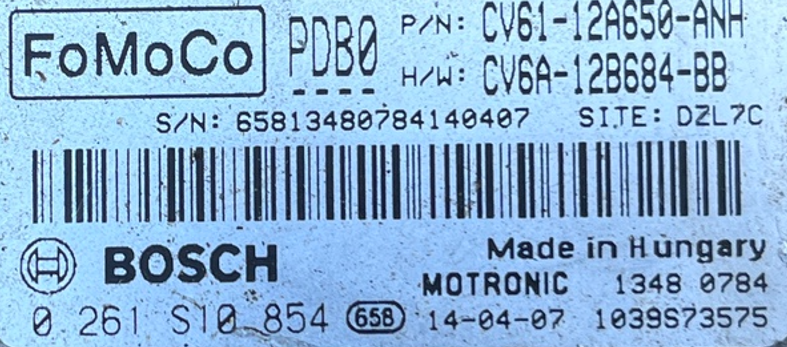 FoMoCo PDB0 P/N: CV61-12A650-ANH
H/W: CV6A-12B684-BB
S/N: 65813480784140407 SITE: DZL7C
BOSCH Made in Hungary
MOTRONIC 1348 0784
0 261 S10 854 658 14-04-07 1039S73575